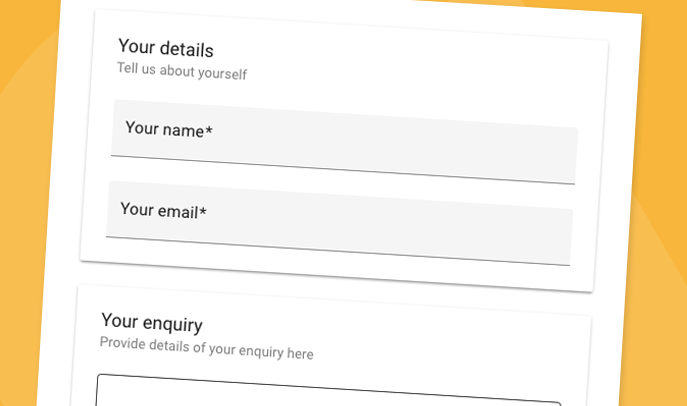 Your details
Tell us about yourself
Your name*
Your email*
Your enquiry
Provide details of your enquiry here